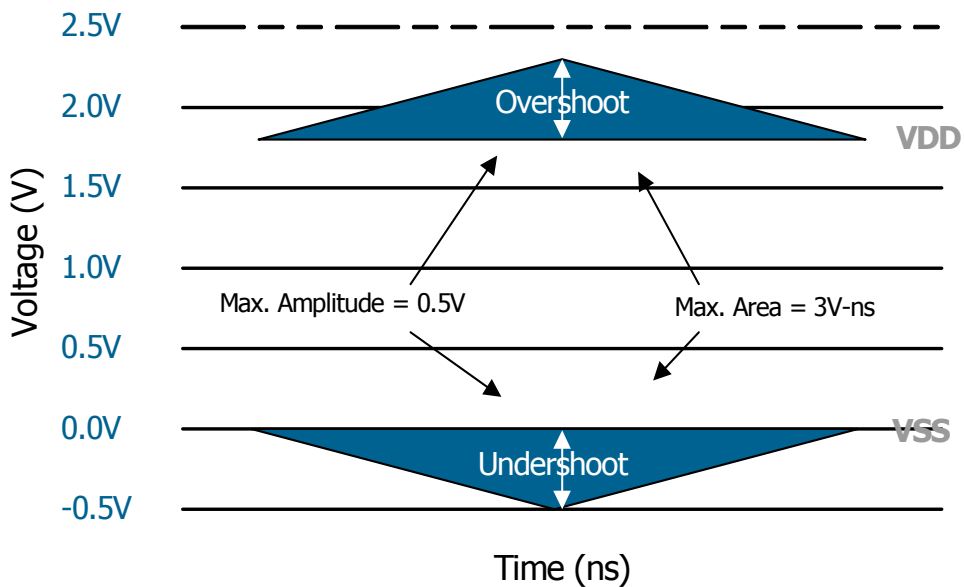 2.5V
Overshoot
2.0V
VDD
1.5V
1.0V
Max. Amplitude = 0.5V
Max. Area = 3V-ns
0.5V
0.0V
VSS
Undershoot
-0.5V
Voltage (V)
Time (ns)